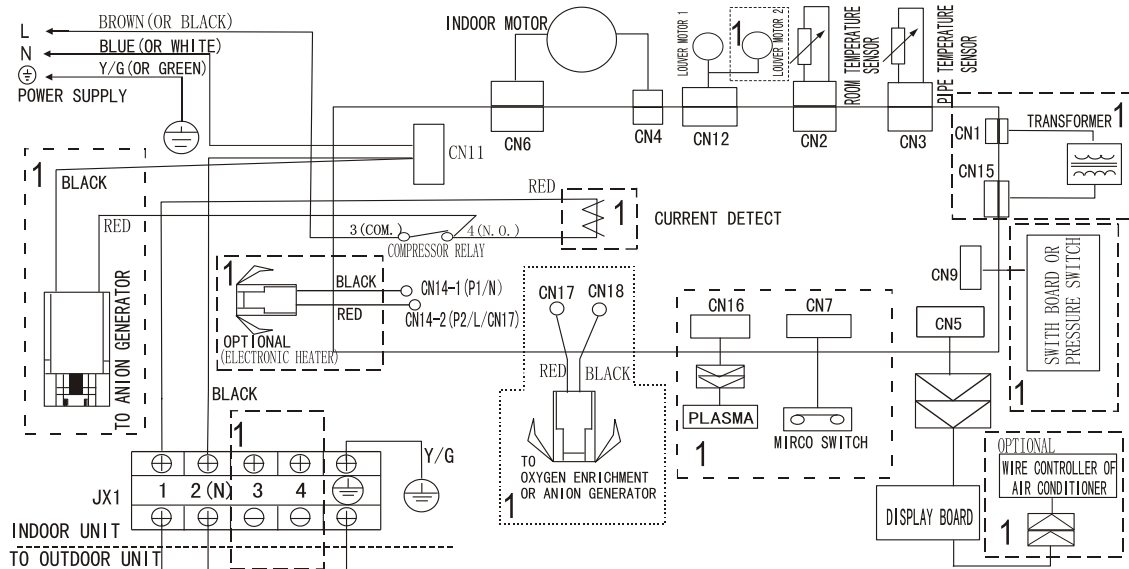 L
BROWN(OR BLACK)
N
BLUE(OR WHITE)
Y/G(OR GREEN)
POWER SUPPLY
INDOOR MOTOR
LOUVER MOTOR 1
1
LOUVER MOTOR 2
ROOM TEMPERATURE
SENSOR
PIPE TEMPERATURE
SENSOR
CN6
CN4
CN12
CN2
CN3
CN1
TRANSFORMER
1
CN15
CN11
1
BLACK
RED
TO ANION GENERATOR
RED
1
CURRENT DETECT
3(COM.)
4(N.O.)
COMPRESSOR RELAY
1
BLACK
CN14-1(P1/N)
RED
CN14-2(P2/L/CN17)
OPTIONAL
(ELECTRONIC HEATER)
CN17
CN18
RED
BLACK
TO
OXYGEN ENRICHMENT
OR ANION GENERATOR
1
CN16
CN7
PLASMA
MIRCO SWITCH
1
CN9
CN5
SWITH BOARD OR
PRESSURE SWITCH
1
BLACK
1
Y/G
JX1
1
2(N)
3
4
INDOOR UNIT
TO OUTDOOR UNIT
DISPLAY BOARD
OPTIONAL
WIRE CONTROLLER OF
AIR CONDITIONER
1